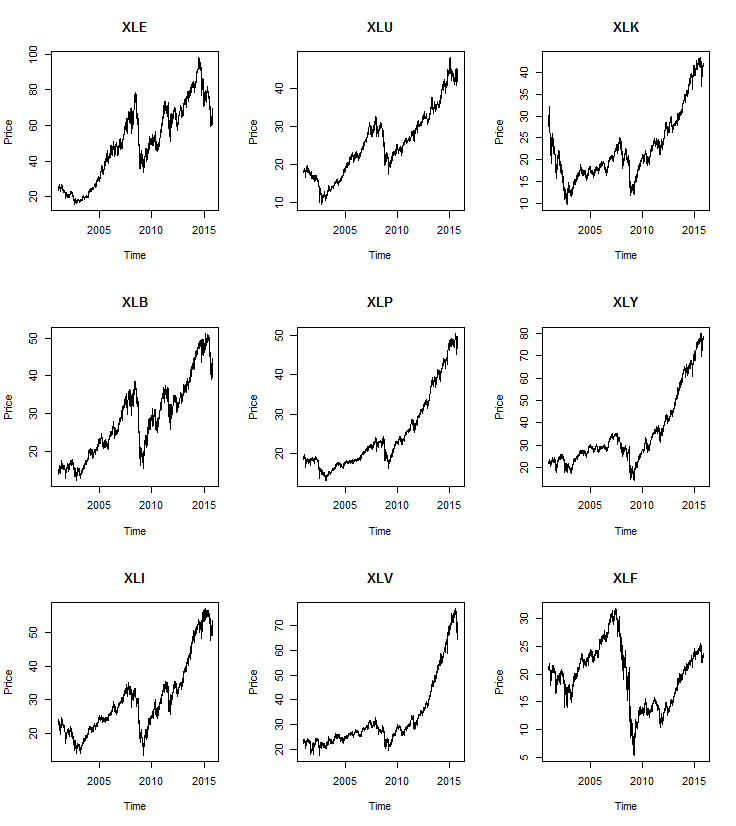 XLE XLU XLK
Price 20 40 60 80 100 Price 10 20 30 40 Price 10 15 20 25 30 35 40
2005 2010 2015 2005 2010 2015 2005 2010 2015
Time Time Time
XLB XLP XLY
Price 20 30 40 50 Price 20 30 40 50 Price 20 30 40 50 60 70 80
2005 2010 2015 2005 2010 2015 2005 2010 2015
Time Time Time
XLI XLV XLF
Price 20 30 40 50 Price 20 30 40 50 60 70 Price 5 10 15 20 25 30
2005 2010 2015 2005 2010 2015 2005 2010 2015
Time Time Time